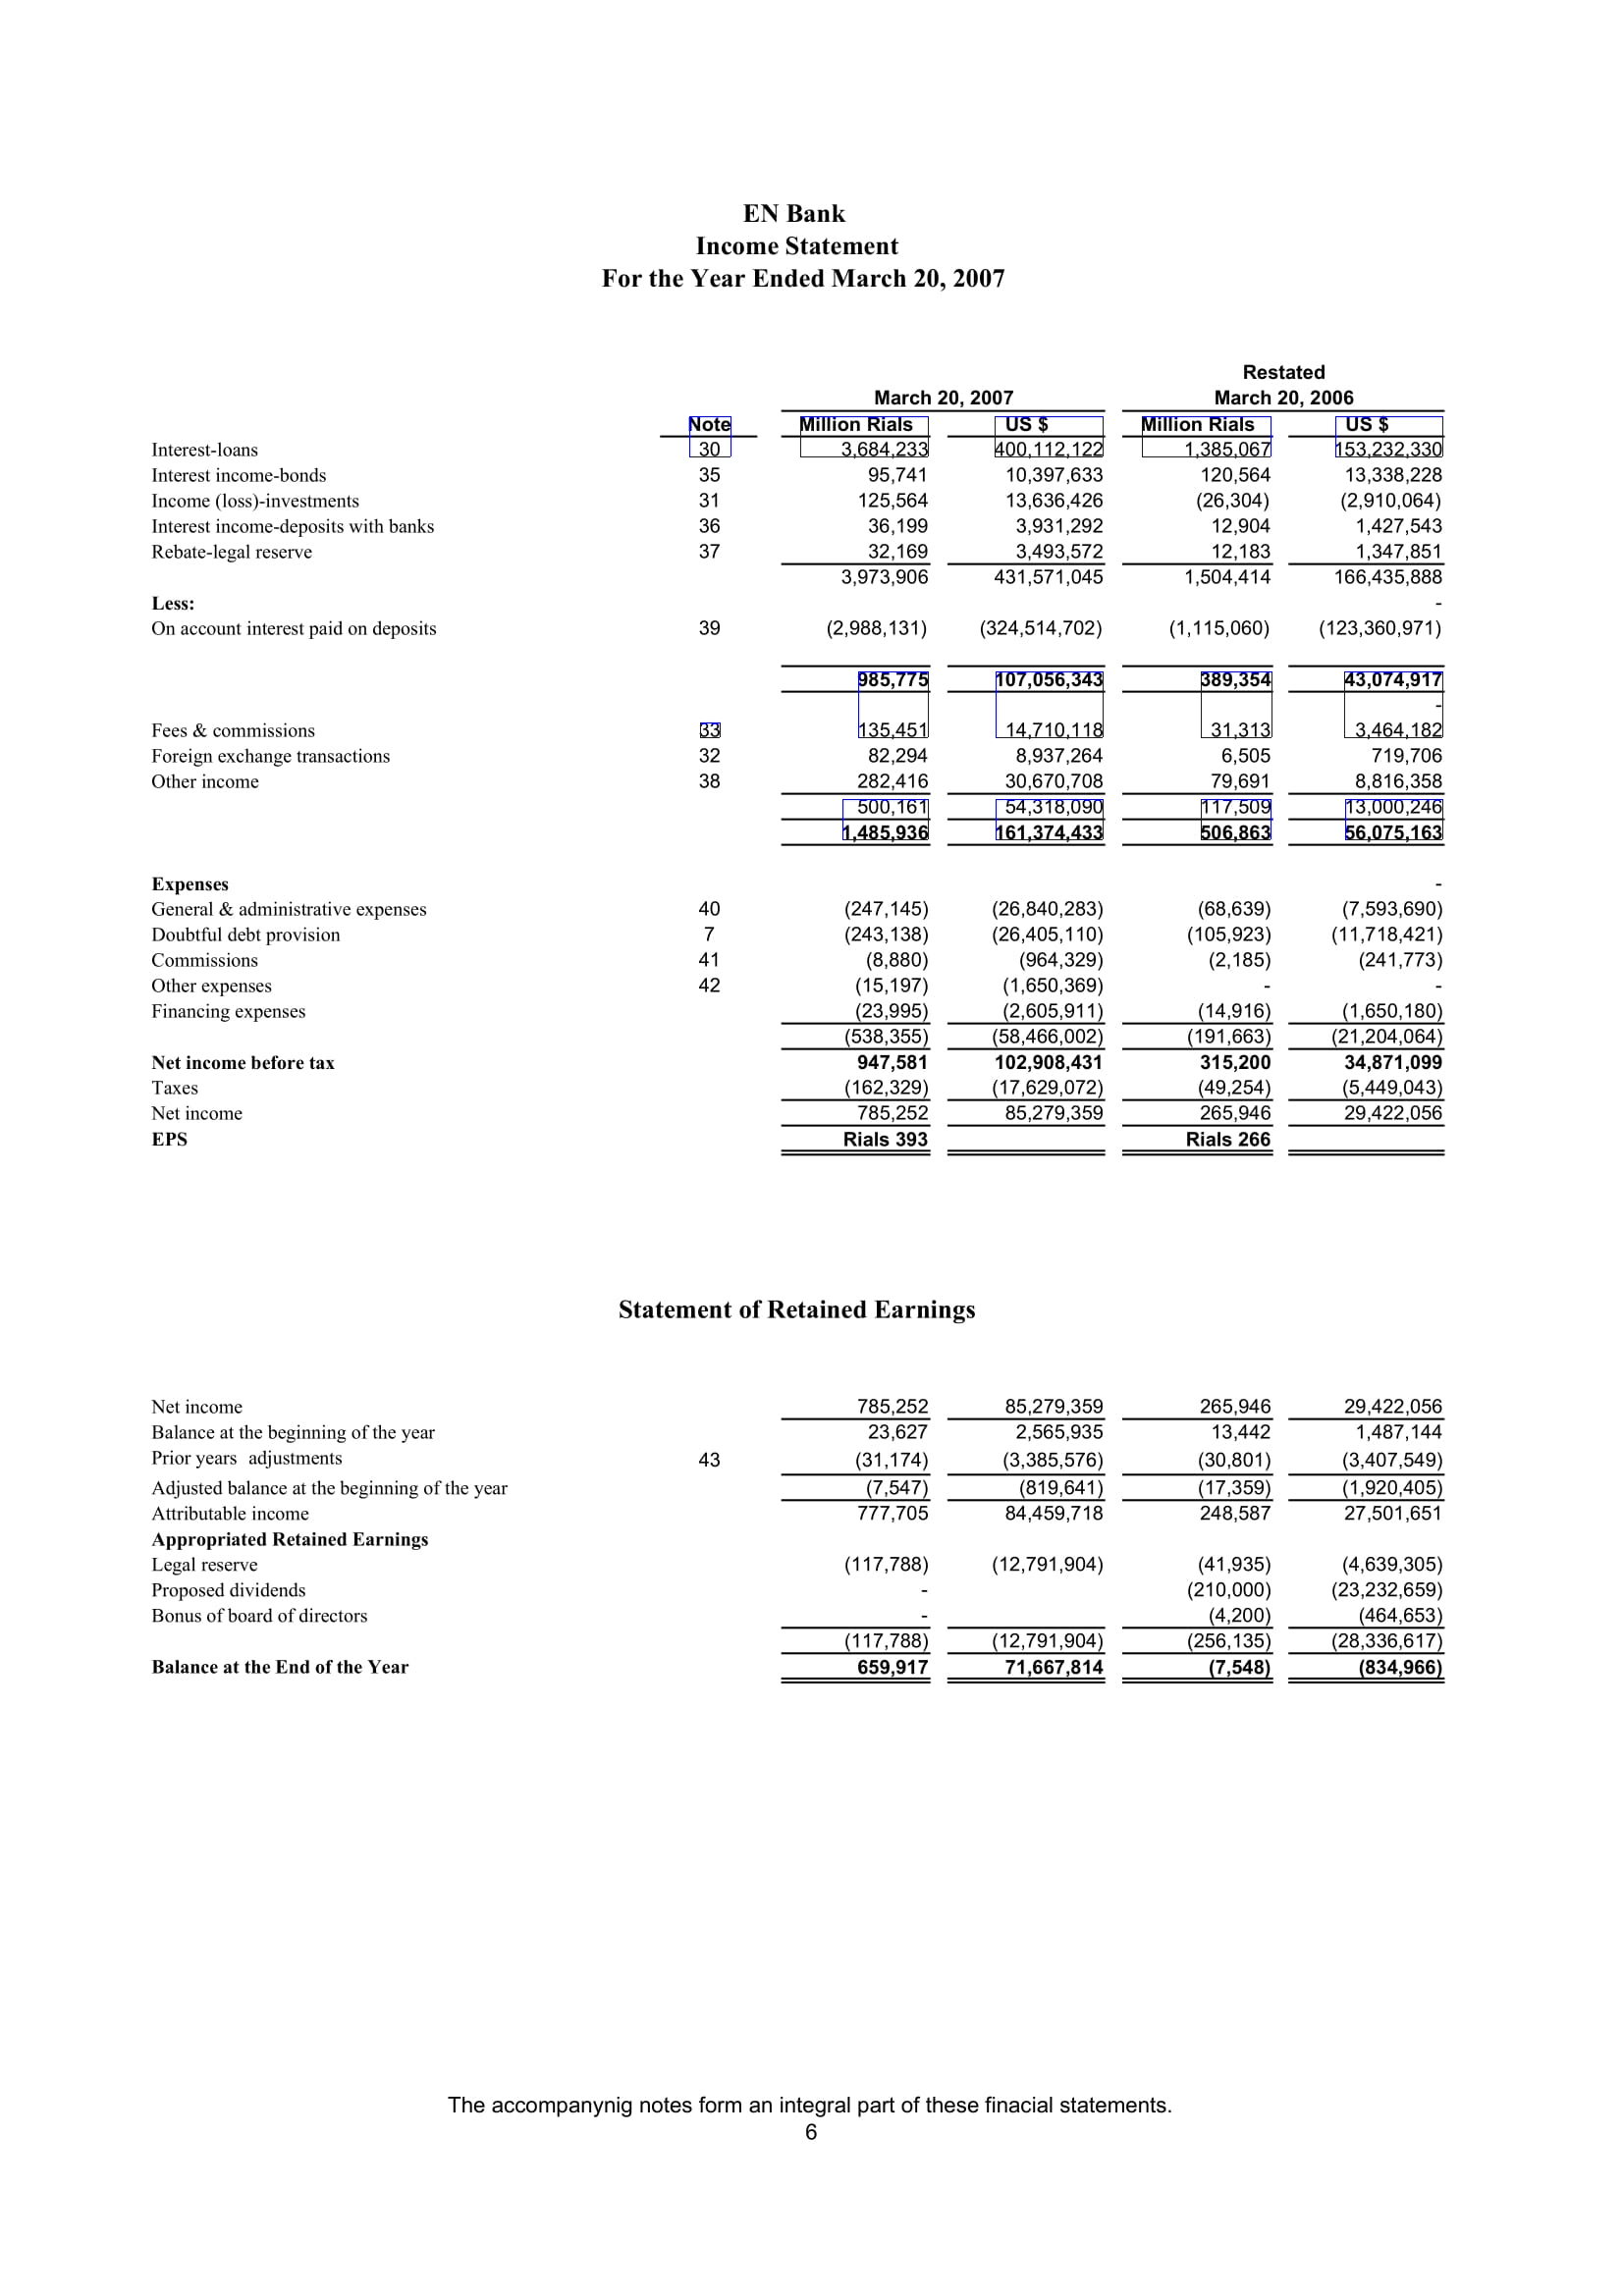 EN Bank
Income Statement
For the Year Ended March 20, 2007
Restated
March 20, 2007 March 20, 2006
Note Million Rials US $ Million Rials US $
Interest-loans 30 3,684,233 400,112,122 1,385,067 153,232,330
Interest income-bonds 35 95,741 10,397,633 120,564 13,338,228
Income (loss)-investments 31 125,564 13,636,426 (26,304) (2,910,064)
Interest income-deposits with banks 36 36,199 3,931,292 12,904 1,427,543
Rebate-legal reserve 37 32,169 3,493,572 12,183 1,347,851
3,973,906 431,571,045 1,504,414 166,435,888
Less: -
On account interest paid on deposits 39 (2,988,131) (324,514,702) (1,115,060) (123,360,971)
985,775 107,056,343 389,354 43,074,917
-
Fees & commissions 33 135,451 14,710,118 31,313 3,464,182
Foreign exchange transactions 32 82,294 8,937,264 6,505 719,706
Other income 38 282,416 30,670,708 79,691 8,816,358
500,161 54,318,090 117,509 13,000,246
1,485,936 161,374,433 506,863 56,075,163
Expenses -
General & administrative expenses 40 (247,145) (26,840,283) (68,639) (7,593,690)
Doubtful debt provision 7 (243,138) (26,405,110) (105,923) (11,718,421)
Commissions 41 (8,880) (964,329) (2,185) (241,773)
Other expenses 42 (15,197) (1,650,369) - -
Financing expenses (23,995) (2,605,911) (14,916) (1,650,180)
(538,355) (58,466,002) (191,663) (21,204,064)
Net income before tax 947,581 102,908,431 315,200 34,871,099
Taxes (162,329) (17,629,072) (49,254) (5,449,043)
Net income 785,252 85,279,359 265,946 29,422,056
EPS Rials 393 Rials 266
Statement of Retained Earnings
Net income 785,252 85,279,359 265,946 29,422,056
Balance at the beginning of the year 23,627 2,565,935 13,442 1,487,144
Prior years adjustments 43 (31,174) (3,385,576) (30,801) (3,407,549)
Adjusted balance at the beginning of the year (7,547) (819,641) (17,359) (1,920,405)
Attributable income 777,705 84,459,718 248,587 27,501,651
Appropriated Retained Earnings
Legal reserve (117,788) (12,791,904) (41,935) (4,639,305)
Proposed dividends - (210,000) (23,232,659)
Bonus of board of directors - (4,200) (464,653)
(117,788) (12,791,904) (256,135) (28,336,617)
Balance at the End of the Year 659,917 71,667,814 (7,548) (834,966)
The accompanynig notes form an integral part of these finacial statements.
6